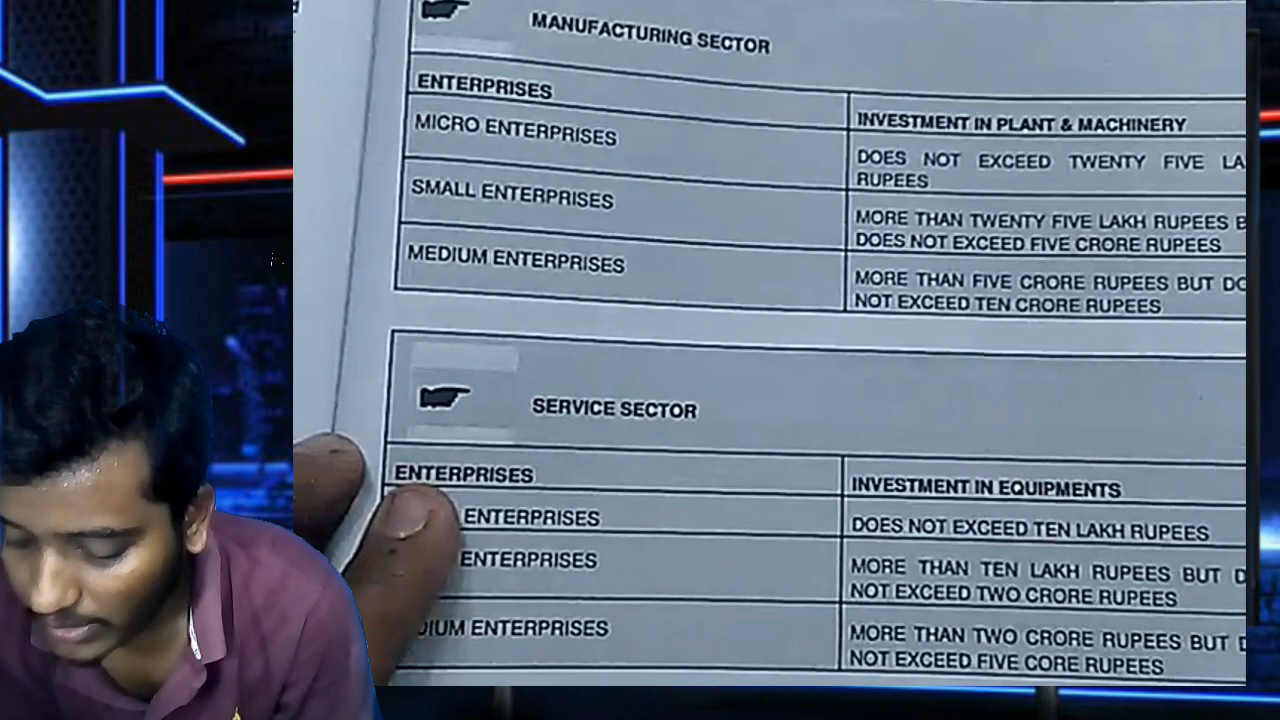 MANUFACTURING SECTOR
ENTERPRISES
INVESTMENT IN PLANT & MACHINERY
MICRO ENTERPRISES
DOES NOT EXCEED TWENTY FIVE
RUPEES
SMALL ENTERPRISES
MORE THAN TWENTY FIVE LAKH RUPEES
DOES NOT EXCEED FIVE CRORE RUPEES
MEDIUM ENTERPRISES
MORE THAN FIVE CRORE RUPEES BUT
NOT EXCEED TEN CRORE RUPEES
SERVICE SECTOR
ENTERPRISES
INVESTMENT IN EQUIPMENTS
ENTERPRISES
DOES NOT EXCEED TEN LAKH RUPEES
ENTERPRISES
MORE THAN TEN LAKH RUPEES BUT
NOT EXCEED TWO CRORE RUPEES
ENTERPRISES
MORE THAN TWO CRORE RUPEES BUT
NOT EXCEED FIVE CORE RUPEES